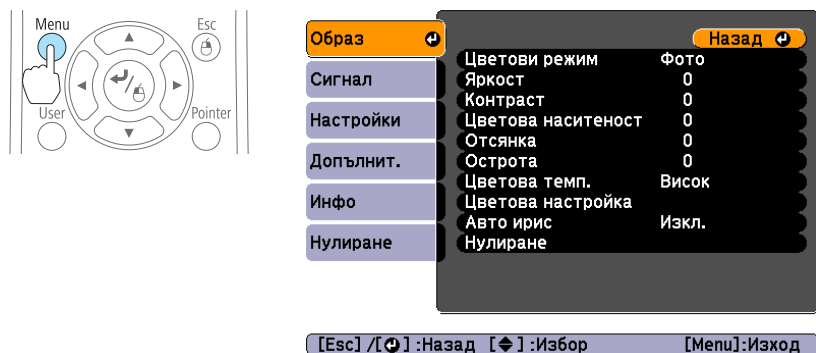 Menu
Esc
User
Pointer
Образ
Сигнал
Настройки
Допълнит.
Инфо
Нулиране
Назад
Цветови режим Фото
Яркост 0
Контраст 0
Цветова наситеност 0
Отсянка 0
Острота 0
Цветова темп. Висок
Цветова настройка
Авто ирис Изкл.
Нулиране
[Esc] /[ ] :Назад [ ] :Избор [Menu]:Изход